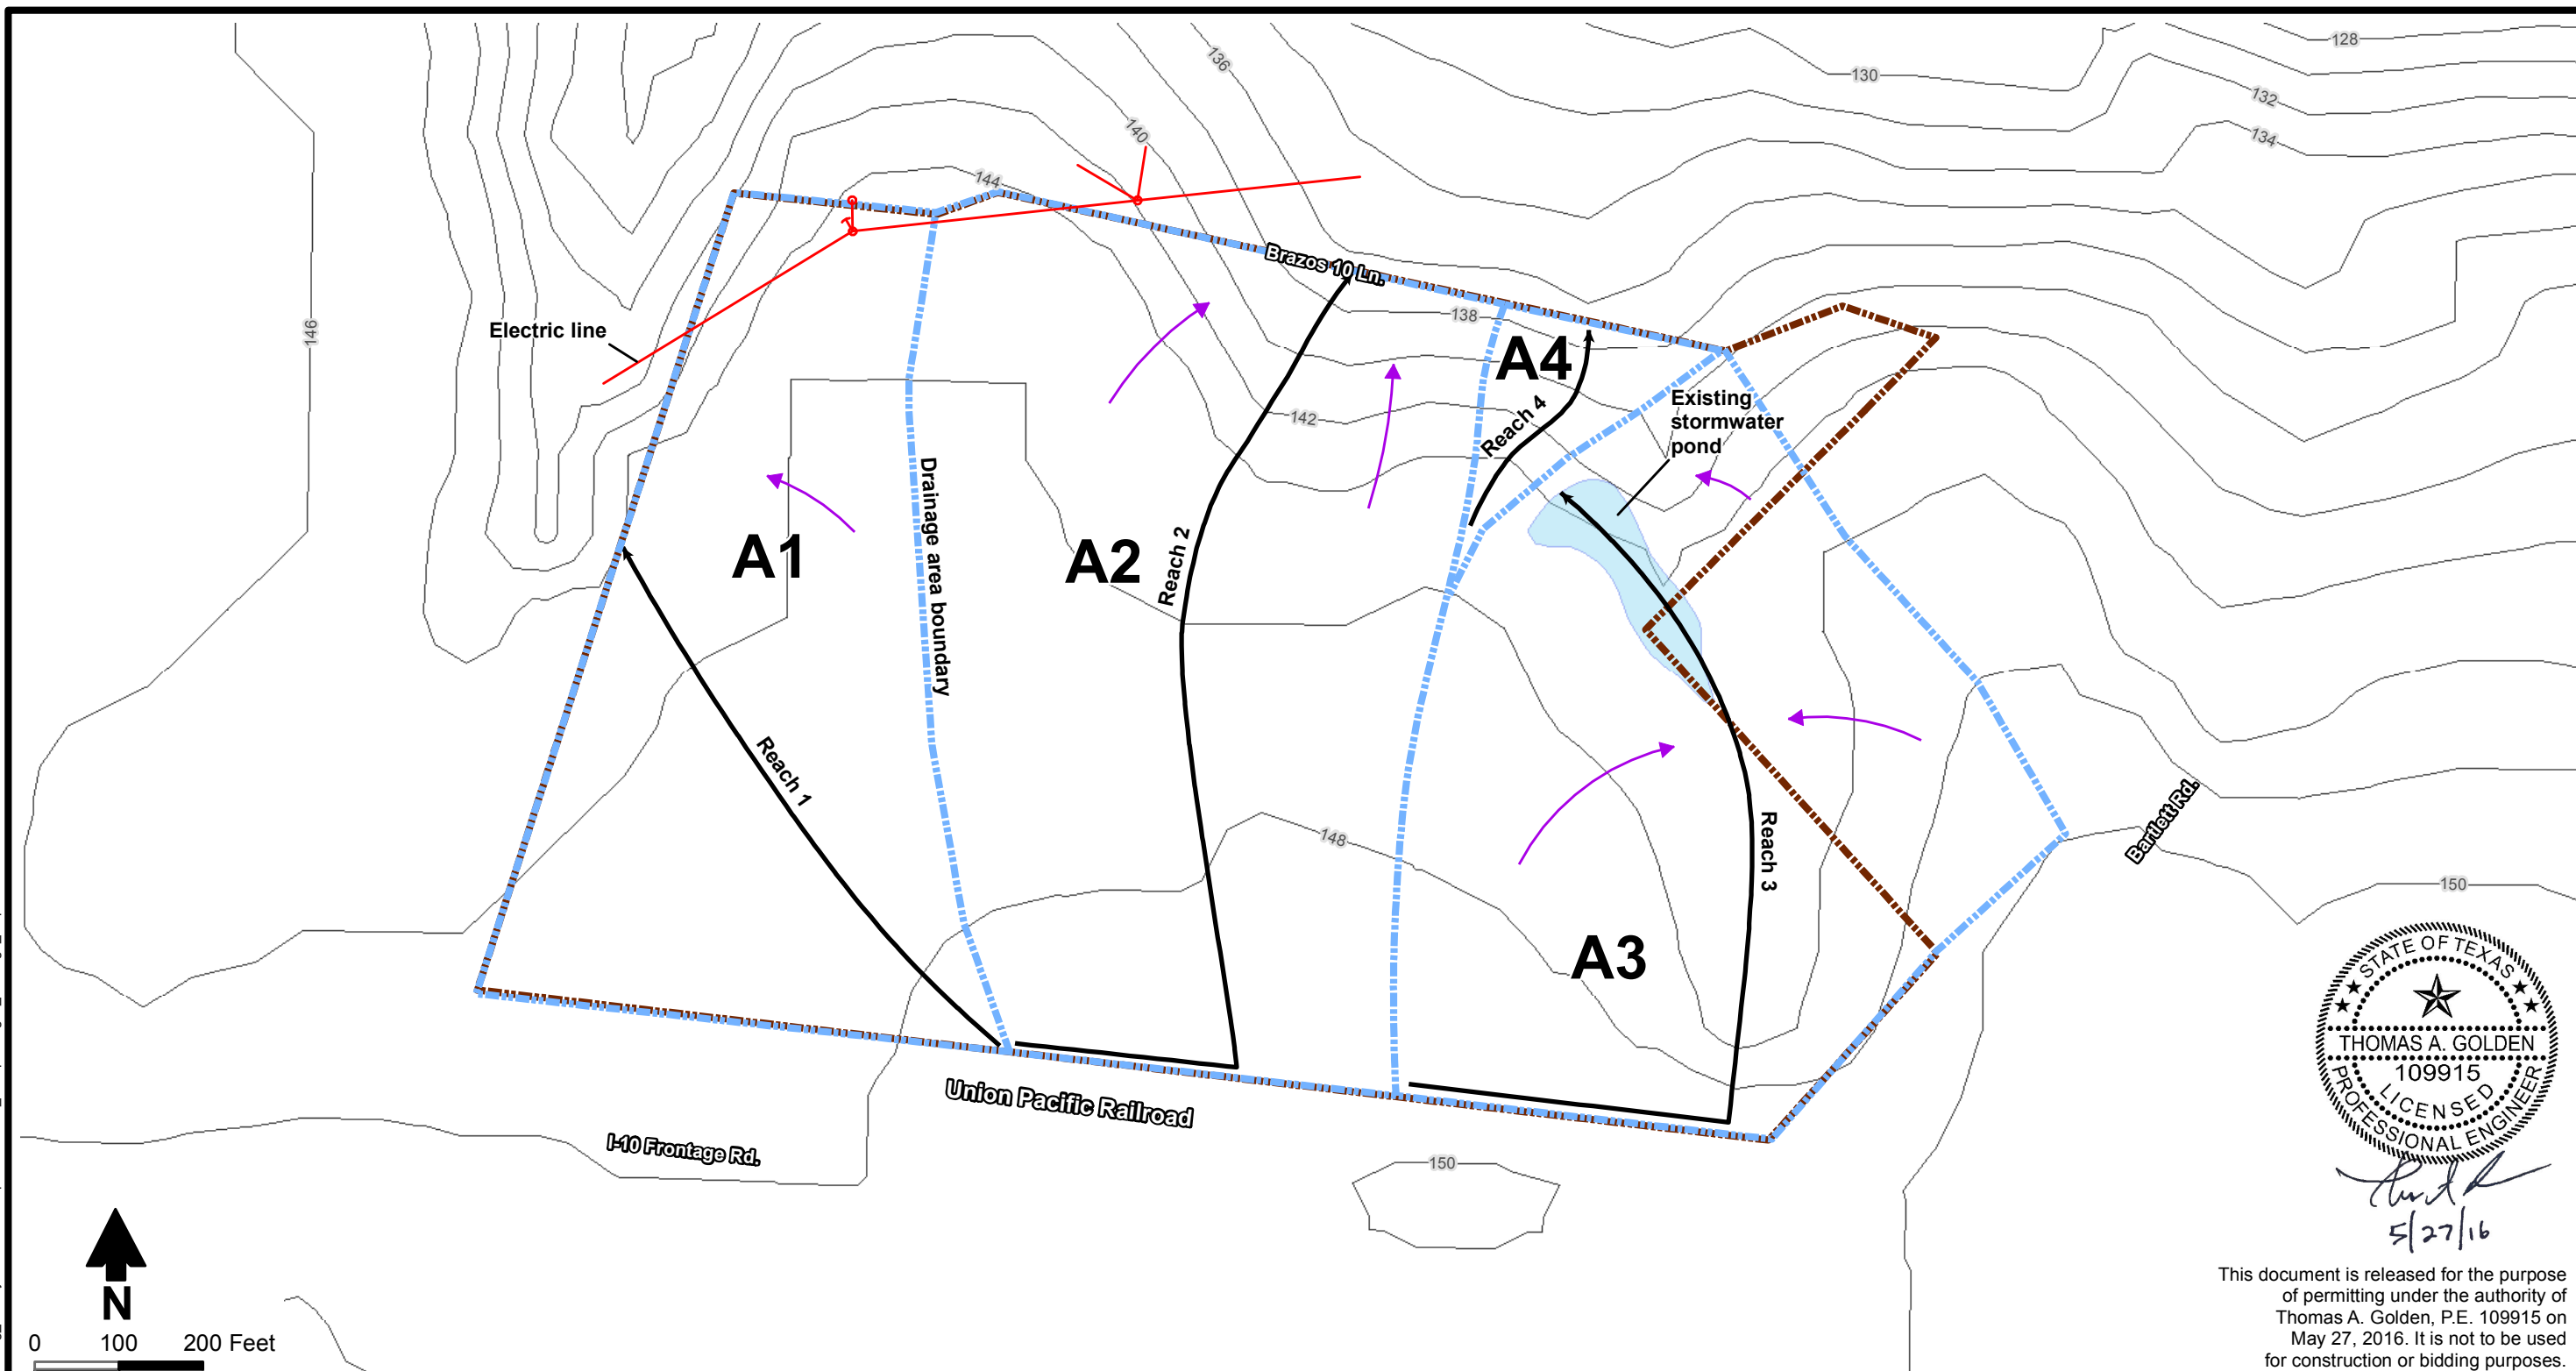 128
136
130
132
140
134
144
Brazos 10 Ln.
146
138
Electric line
A4
Existing
stormwater
pond
142
Reach 4
Drainage area boundary
A1
A2
Reach 2
Reach 1
148
Reach 3
Bartlett Rd.
150
A3
STATE OF TEXAS
THOMAS A. GOLDEN
109915
LICENSED
PROFESSIONAL ENGINEER
Union Pacific Railroad
I-10 Frontage Rd.
150
5/27/16
N
0 100 200 Feet
This document is released for the purpose
of permitting under the authority of
Thomas A. Golden, P.E. 109915 on
May 27, 2016. It is not to be used
for construction or bidding purposes.